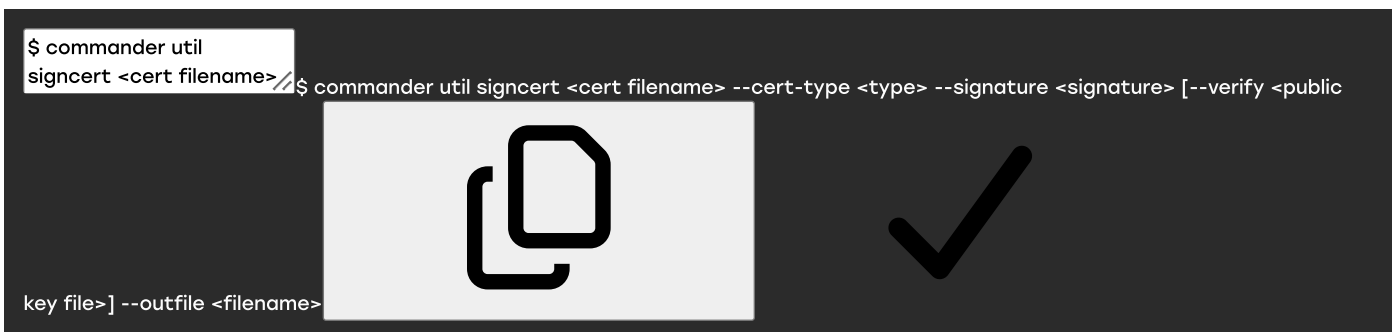 $ commander util
signcert <cert filename>
$ commander util signcert <cert filename> --cert-type <type> --signature <signature> [--verify <public
key file>] --outfile <filename>